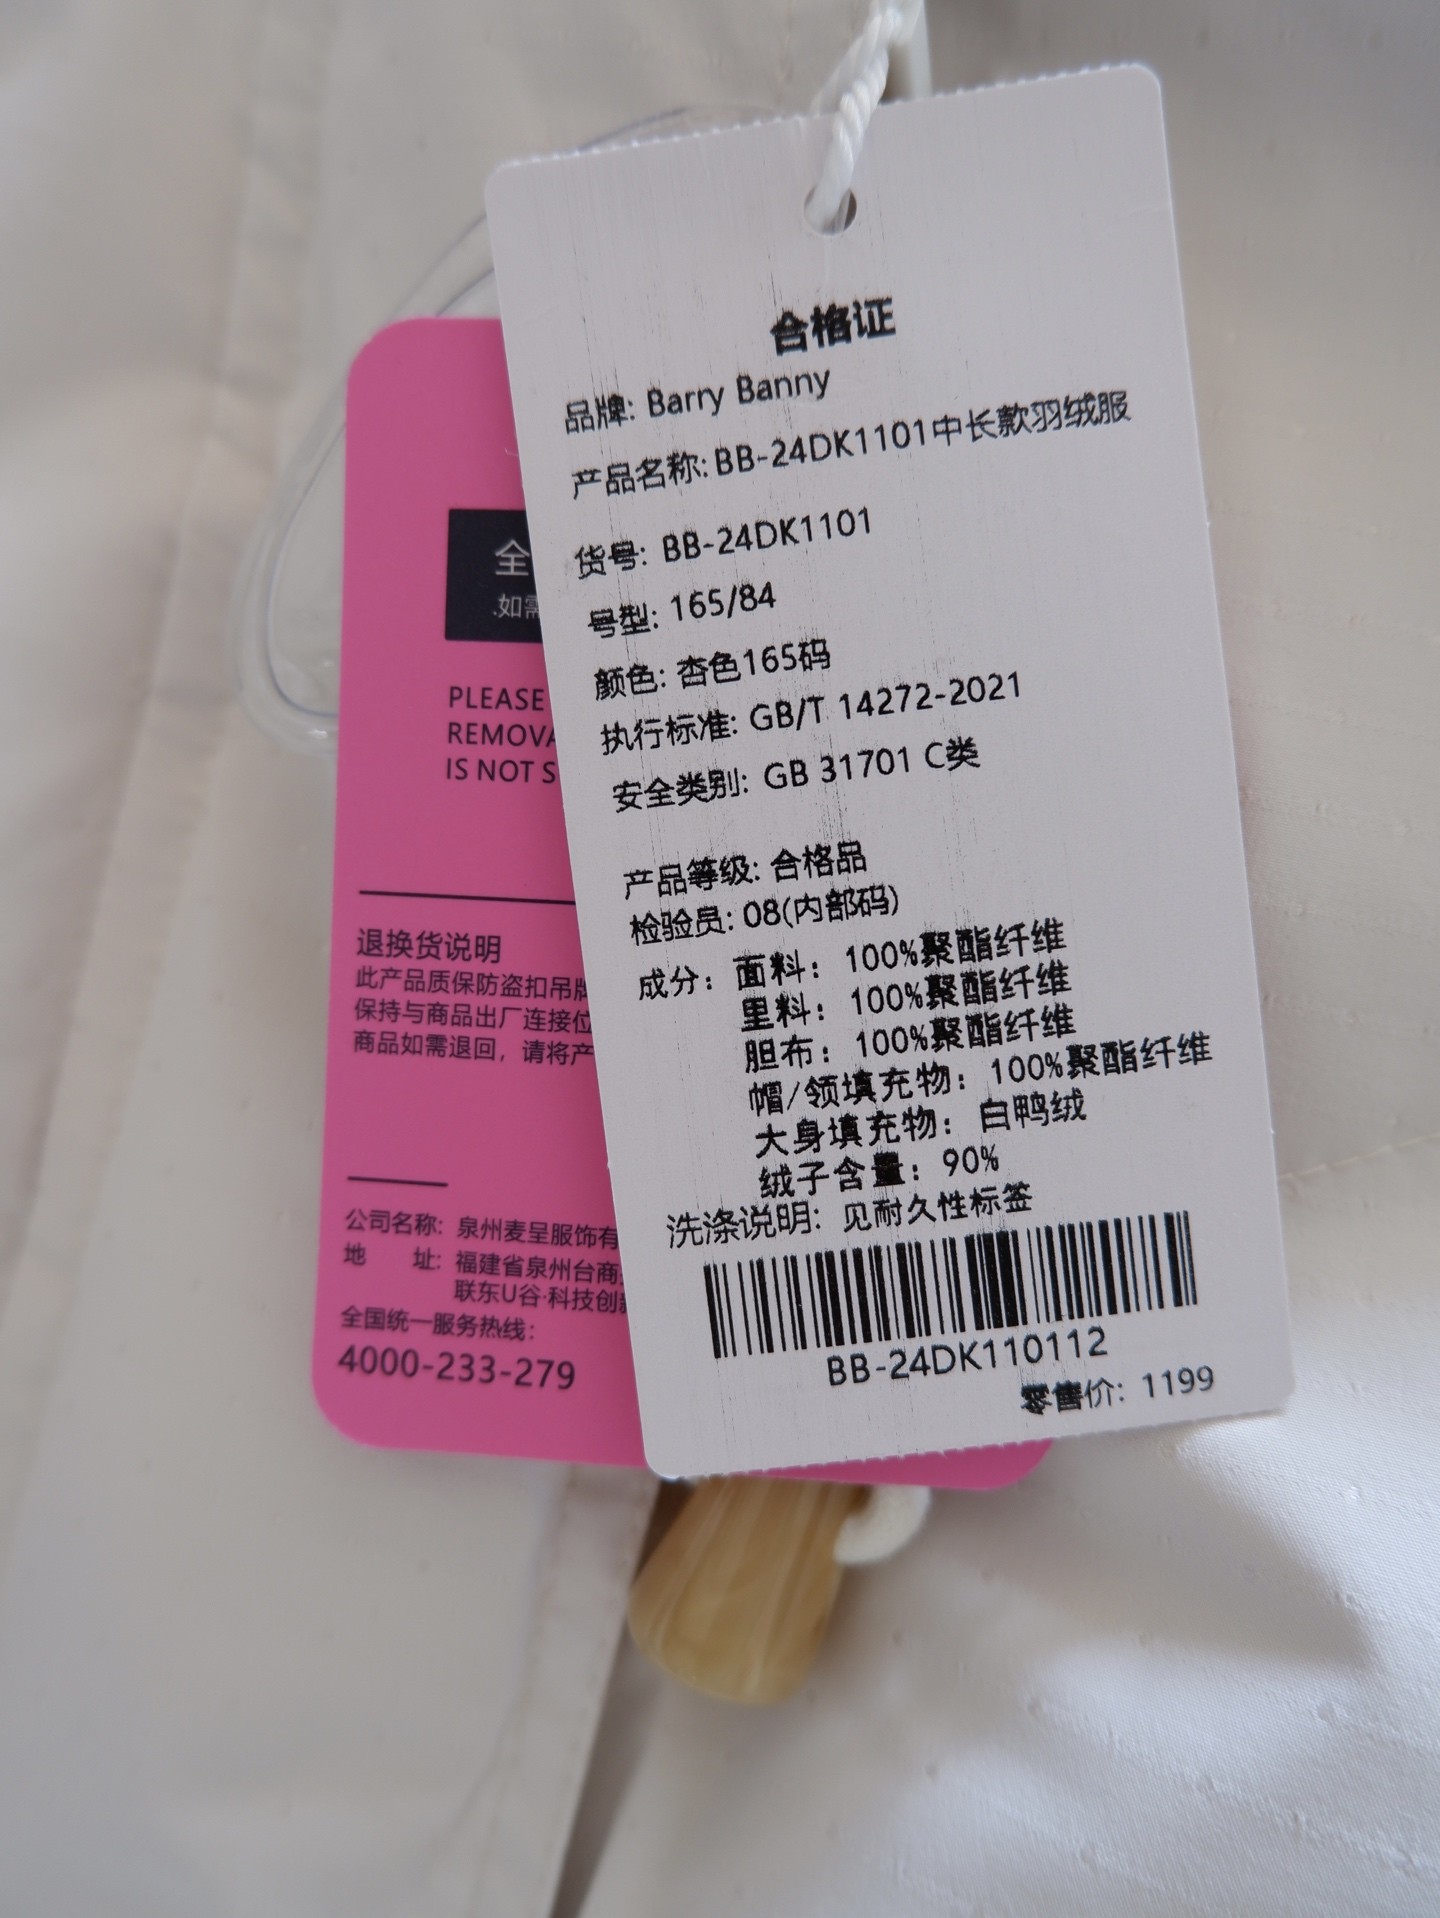 合格证
品牌: Barry Banny
产品名称: BB-24DK1101中长款羽绒服
货号: BB-24DK1101
号型: 165/84
颜色: 杏色165码
执行标准: GB/T 14272-2021
安全类别: GB 31701 C类
产品等级: 合格品
检验员: 08(内部码)
成分: 面料: 100%聚酯纤维
里料: 100%聚酯纤维
胆布: 100%聚酯纤维
帽/领填充物: 100%聚酯纤维
大身填充物: 白鸭绒
绒子含量: 90%
洗涤说明: 见耐久性标签
BB-24DK110112
零售价: 1199
全
.如需
PLEASE
REMOVA
IS NOT S
退换货说明
此产品质保防盗扣吊牌
保持与商品出厂连接位
商品如需退回，请将产
公司名称: 泉州麦呈服饰有
地 址: 福建省泉州台商
联东U谷·科技创新
全国统一服务热线:
4000-233-279